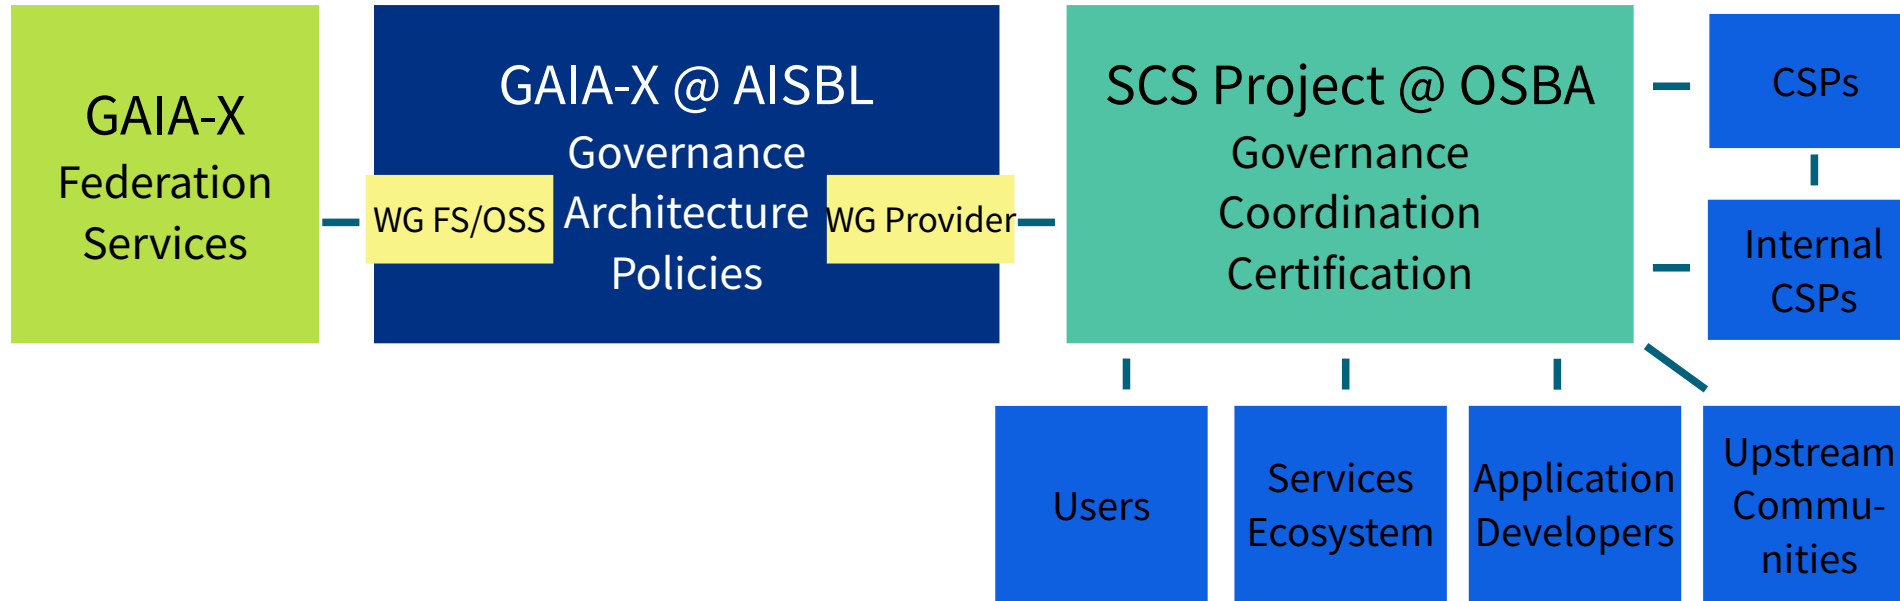 GAIA-X
Federation
Services
WG FS/OSS
GAIA-X @ AISBL
Governance
Architecture
Policies
WG Provider
SCS Project @ OSBA
Governance
Coordination
Certification
CSPs
Internal
CSPs
Users
Services
Ecosystem
Application
Developers
Upstream
Commu-
nities